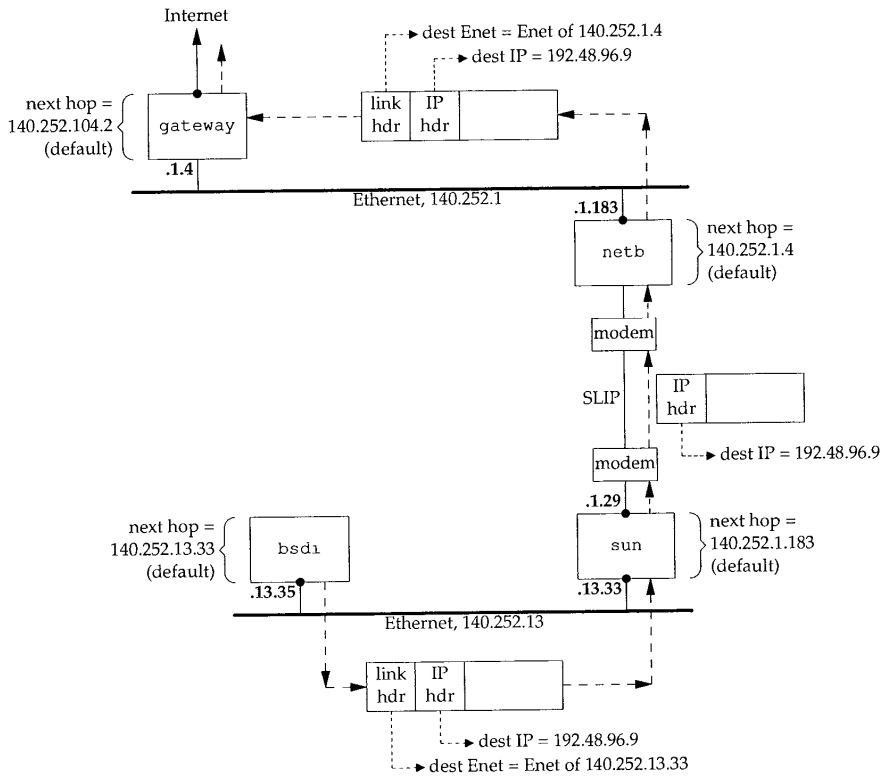 Internet
dest Enet = Enet of 140.252.1.4
dest IP = 192.48.96.9
next hop =
140.252.104.2
(default)
gateway
link
hdr
IP
hdr
.1.4
Ethernet, 140.252.1
.1.183
netb
next hop =
140.252.1.4
(default)
modem
SLIP
IP
hdr
dest IP = 192.48.96.9
modem
.1.29
next hop =
140.252.13.33
(default)
bsdi
sun
next hop =
140.252.1.183
(default)
.13.35
.13.33
Ethernet, 140.252.13
link
hdr
IP
hdr
dest IP = 192.48.96.9
dest Enet = Enet of 140.252.13.33